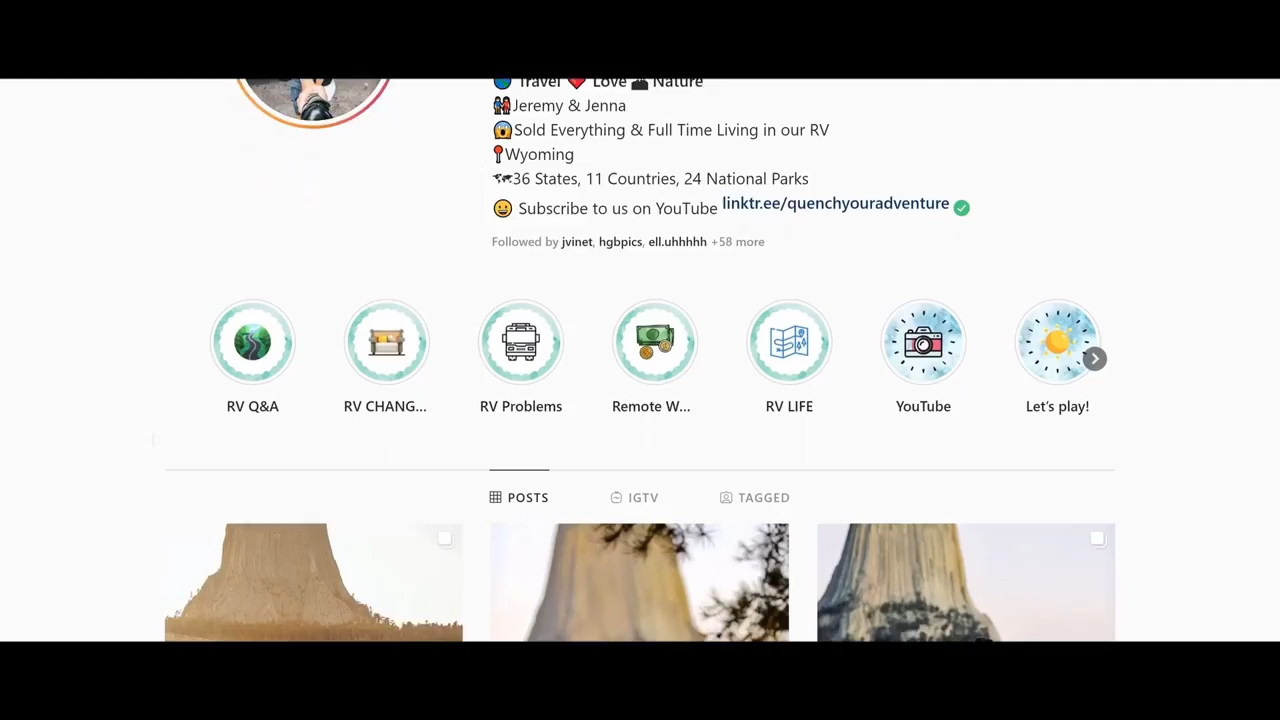 Travel Love Nature
Jeremy & Jenna
Sold Everything & Full Time Living in our RV
Wyoming
36 States, 11 Countries, 24 National Parks
Subscribe to us on YouTube linktr.ee/quenchyouradventure
Followed by jvinet, hgbpics, ell.uhhhhh +58 more
RV Q&A RV CHANG... RV Problems Remote W... RV LIFE YouTube Let's play!
POSTS IGTV TAGGED